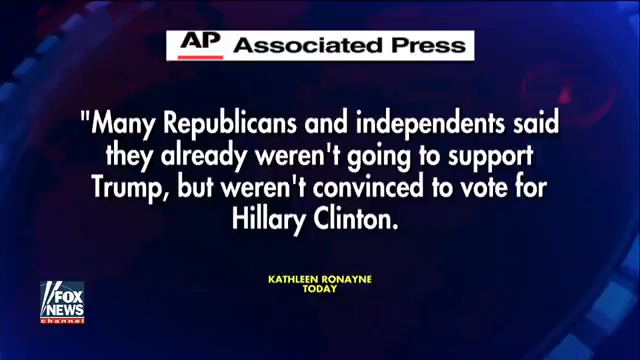 AP Associated Press
"Many Republicans and independents said
they already weren't going to support
Trump, but weren't convinced to vote for
Hillary Clinton.
KATHLEEN RONAYNE
TODAY
FOX
NEWS
channel